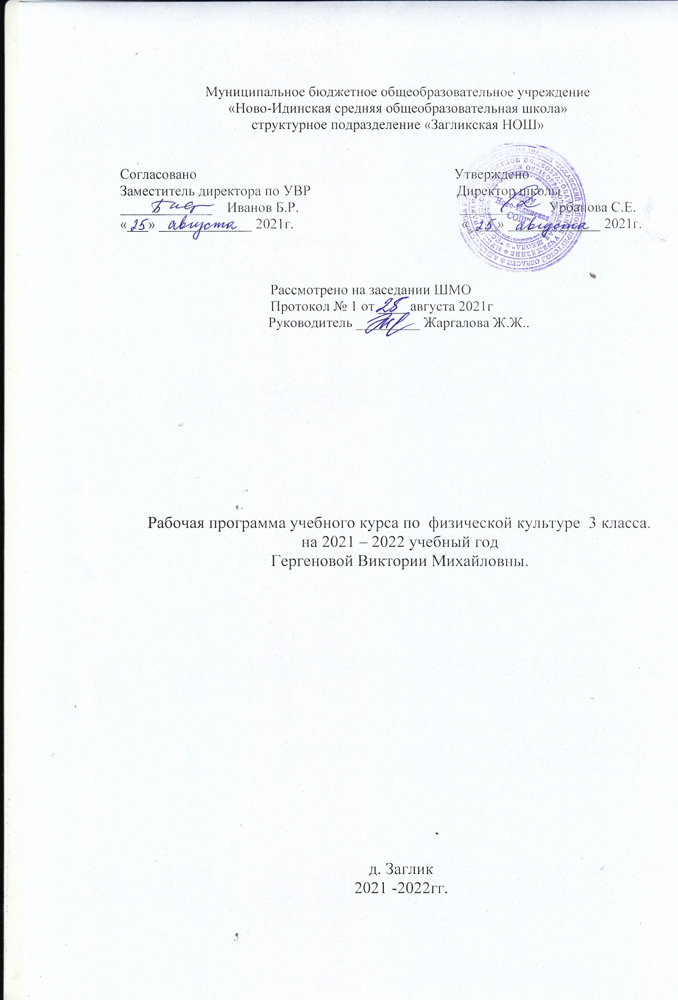 Муниципальное бюджетное общеобразовательное учреждение
«Ново-Идинская средняя общеобразовательная школа»
структурное подразделение «Загликская НОШ»
Согласовано
Заместитель директора по УВР
Иванов Б.Р.
«25» августа 2021г.
Утверждено
Директор школы
Урбанова С.Е.
«25» августа 2021г.
МБОУ
"Ново-Идинская
СОШ"
Рассмотрено на заседании ШМО
Протокол № 1 от 25 августа 2021г
Руководитель __________ Жаргалова Ж.Ж..
Рабочая программа учебного курса по  физической культуре  3 класса.
на 2021 – 2022 учебный год
Гергеновой Виктории Михайловны.
д. Заглик
2021 -2022гг.